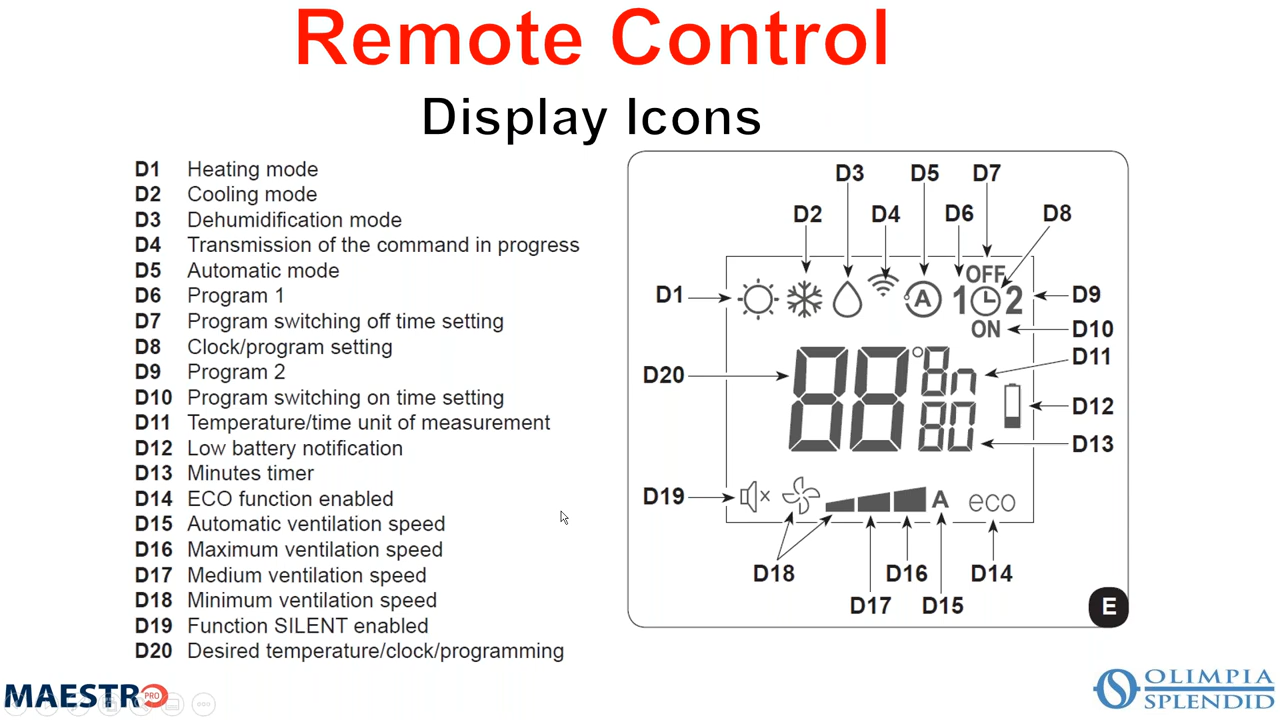 Remote Control
Display Icons
D1 Heating mode
D2 Cooling mode
D3 Dehumidification mode
D4 Transmission of the command in progress
D5 Automatic mode
D6 Program 1
D7 Program switching off time setting
D8 Clock/program setting
D9 Program 2
D10 Program switching on time setting
D11 Temperature/time unit of measurement
D12 Low battery notification
D13 Minutes timer
D14 ECO function enabled
D15 Automatic ventilation speed
D16 Maximum ventilation speed
D17 Medium ventilation speed
D18 Minimum ventilation speed
D19 Function SILENT enabled
D20 Desired temperature/clock/programming
D3 D5 D7
D2 D4 D6 D8
OFF
D1 A 1 2 D9
ON D10
D11
D20 88 °8n
D12
80 D13
D19 A eco
D18 D16 D14
D17 D15
E
MAESTRO PRO
OLIMPIA
SPLENDID